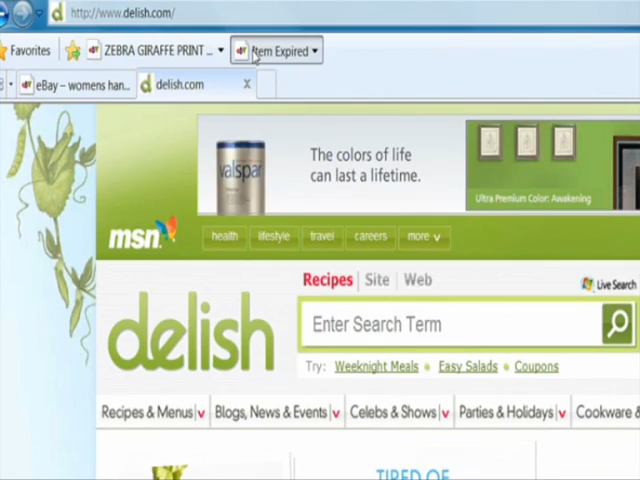 http://www.delish.com/
Favorites ZEBRA GIRAFFE PRINT ... Item Expired
eBay – womens han... delish.com x
valspar
The colors of life
can last a lifetime.
Ultra Premium Color: Awakening
msn
health lifestyle travel careers more
Recipes Site Web
Live Search
delish
Enter Search Term
Try: Weeknight Meals Easy Salads Coupons
Recipes & Menus Blogs, News & Events Celebs & Shows Parties & Holidays Cookware &
TIRED OF